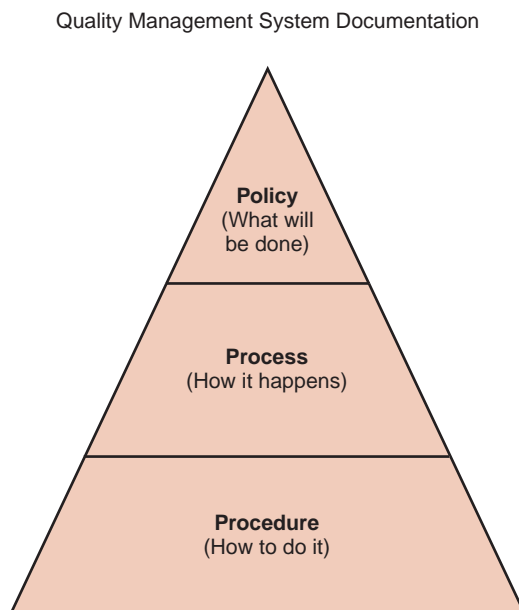 Quality Management System Documentation
Policy
(What will
be done)
Process
(How it happens)
Procedure
(How to do it)